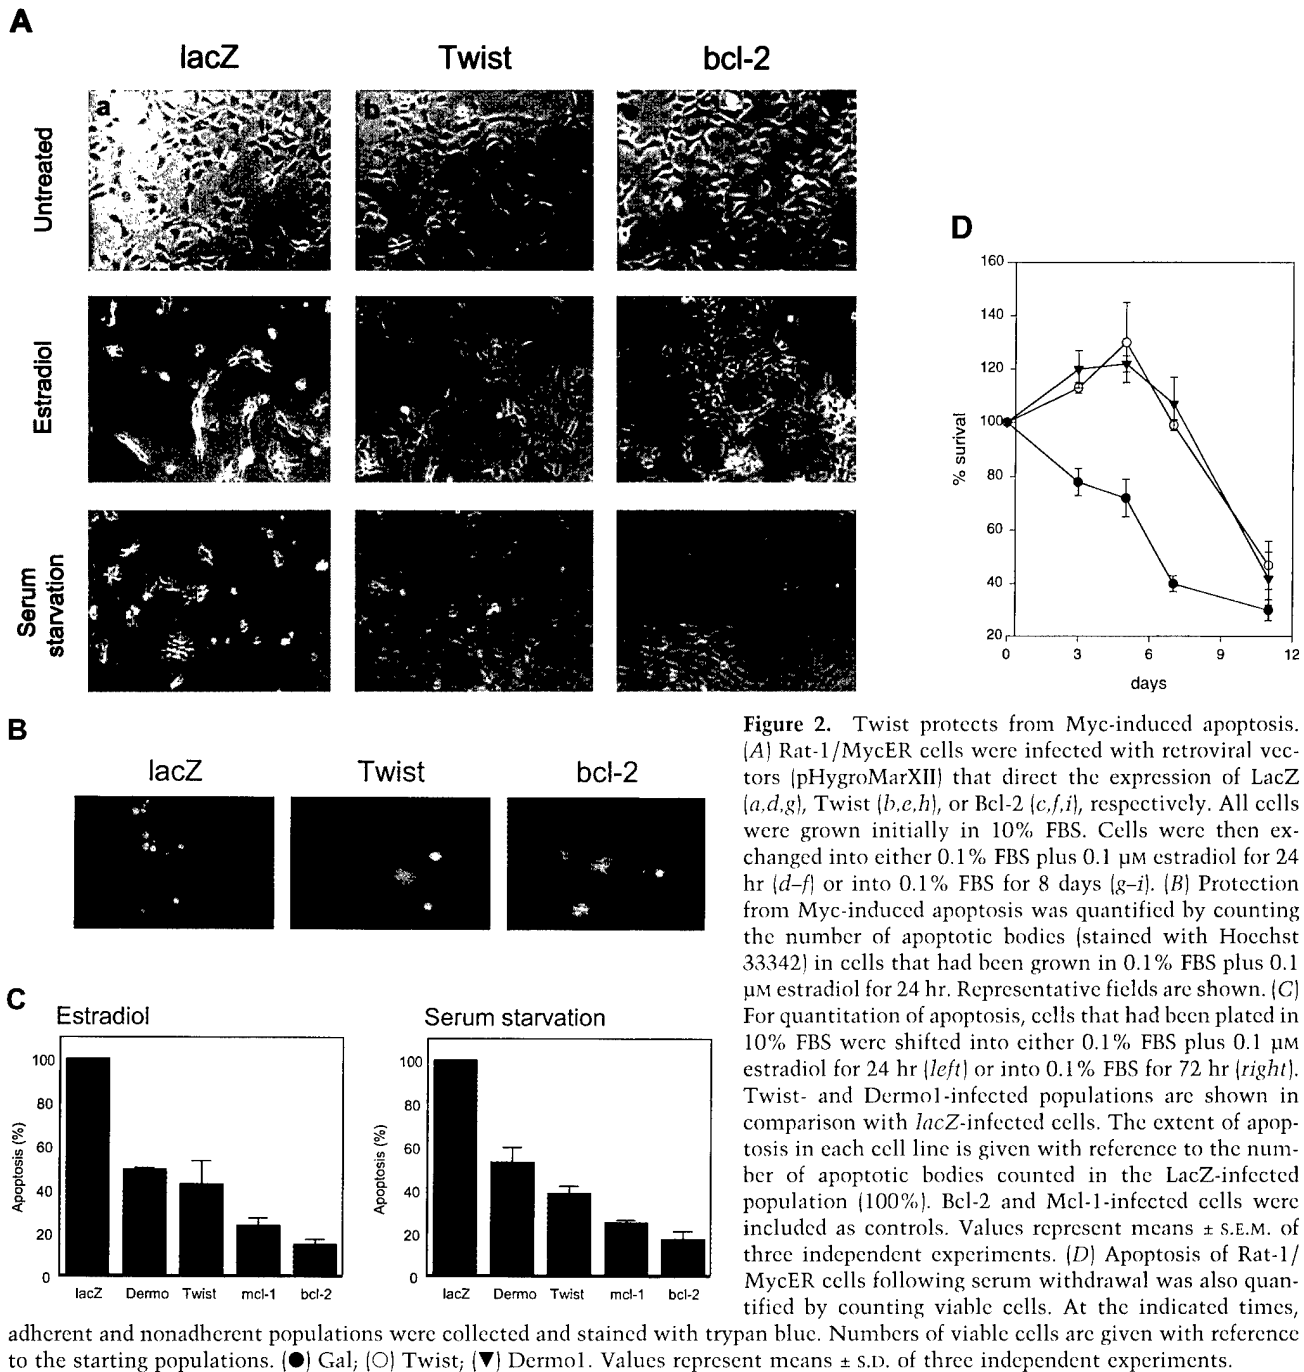 A
lacZ
Twist
bcl-2
Untreated
a
b
Estradiol
Serum
starvation
D
160
140
120
100
80
60
40
20
% surival
0
3
6
9
12
days
B
lacZ
Twist
bcl-2
C
Estradiol
100
80
60
40
20
0
Apoptosis (%)
lacZ
Dermo
Twist
mcl-1
bcl-2
Serum starvation
100
80
60
40
20
0
Apoptosis (%)
lacZ
Dermo
Twist
mcl-1
bcl-2
Figure 2. Twist protects from Myc-induced apoptosis.
(A) Rat-1/MycER cells were infected with retroviral vec-
tors (pHygroMarXII) that direct the expression of LacZ
(a,d,g), Twist (b,e,h), or Bcl-2 (c,f,i), respectively. All cells
were grown initially in 10% FBS. Cells were then ex-
changed into either 0.1% FBS plus 0.1 µM estradiol for 24
hr (d–f) or into 0.1% FBS for 8 days (g–i). (B) Protection
from Myc-induced apoptosis was quantified by counting
the number of apoptotic bodies (stained with Hoechst
33342) in cells that had been grown in 0.1% FBS plus 0.1
µM estradiol for 24 hr. Representative fields are shown. (C)
For quantitation of apoptosis, cells that had been plated in
10% FBS were shifted into either 0.1% FBS plus 0.1 µM
estradiol for 24 hr (left) or into 0.1% FBS for 72 hr (right).
Twist- and Dermo1-infected populations are shown in
comparison with lacZ-infected cells. The extent of apop-
tosis in each cell line is given with reference to the num-
ber of apoptotic bodies counted in the LacZ-infected
population (100%). Bcl-2 and Mcl-1-infected cells were
included as controls. Values represent means ± S.E.M. of
three independent experiments. (D) Apoptosis of Rat-1/
MycER cells following serum withdrawal was also quan-
tified by counting viable cells. At the indicated times,
adherent and nonadherent populations were collected and stained with trypan blue. Numbers of viable cells are given with reference
to the starting populations. (●) Gal; (○) Twist; (▼) Dermo1. Values represent means ± S.D. of three independent experiments.